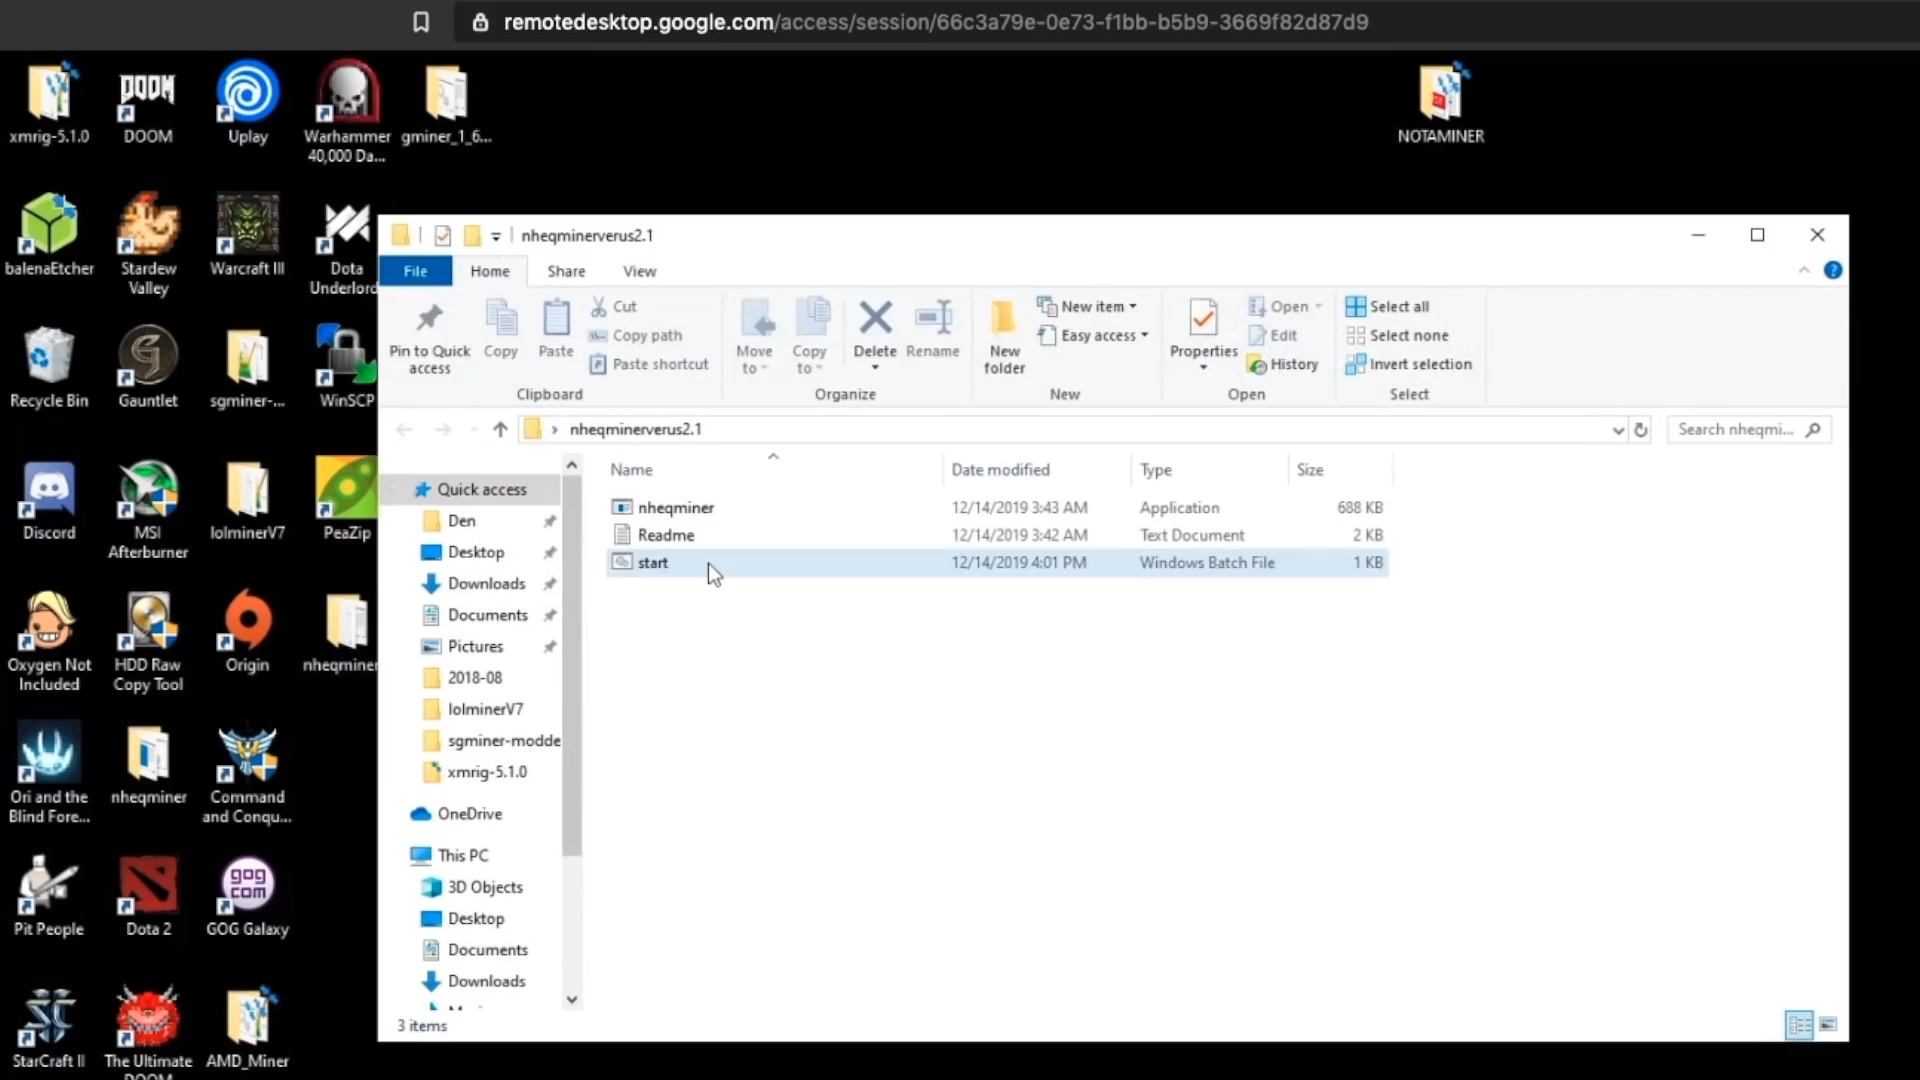 remotedesktop.google.com/access/session/66c3a79e-0e73-f1bb-b5b9-3669f82d87d9
xmrig-5.1.0
DOOM
DOOM
Uplay
Warhammer
40,000 Da...
gminer_1_6...
NOTAMINER
balenaEtcher
Stardew
Valley
Warcraft III
Dota
Underlord
Recycle Bin
Gauntlet
sgminer-...
WinSCP
Discord
MSI
Afterburner
lolminerV7
PeaZip
Oxygen Not
Included
HDD Raw
Copy Tool
Origin
nheqminer
Ori and the
Blind Fore...
nheqminer
Command
and Conqu...
Pit People
Dota 2
gog
com
GOG Galaxy
StarCraft II
The Ultimate
DOOM
AMD_Miner
nheqminerverus2.1
File
Home
Share
View
Pin to Quick
access
Copy
Paste
Cut
Copy path
Paste shortcut
Clipboard
Move
to
Copy
to
Delete
Rename
Organize
New
folder
New item
Easy access
New
Properties
Open
Edit
History
Open
Select all
Select none
Invert selection
Select
nheqminerverus2.1
Search nheqmi...
Quick access
Den
Desktop
Downloads
Documents
Pictures
2018-08
lolminerV7
sgminer-modde
xmrig-5.1.0
OneDrive
This PC
3D Objects
Desktop
Documents
Downloads
Name Date modified Type Size
nheqminer 12/14/2019 3:43 AM Application 688 KB
Readme 12/14/2019 3:42 AM Text Document 2 KB
start 12/14/2019 4:01 PM Windows Batch File 1 KB
3 items